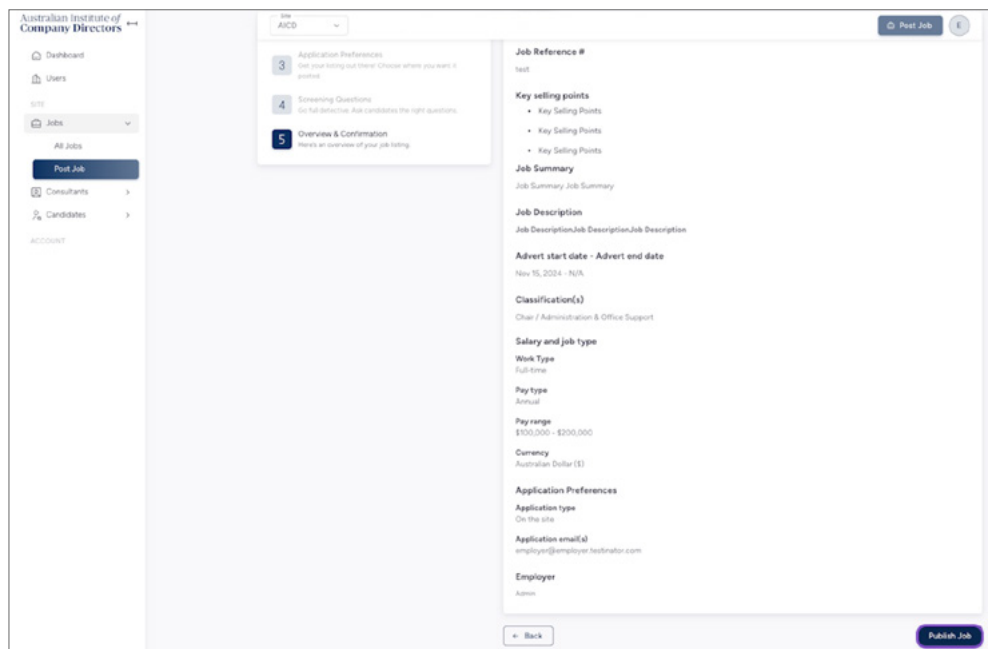 Australian Institute of
Company Directors
Dashboard
Users
SITE
Jobs
All Jobs
Post Job
Consultants
Candidates
ACCOUNT
Site
AICD
Post Job
E
3
Application Preferences
Get your listing out there! Choose where you want it
posted.
4
Screening Questions
Go full detective. Ask candidates the right questions.
5
Overview & Confirmation
Here's an overview of your job listing
Job Reference #
test
Key selling points
• Key Selling Points
• Key Selling Points
• Key Selling Points
Job Summary
Job Summary Job Summary
Job Description
Job DescriptionJob DescriptionJob Description
Advert start date - Advert end date
Nov 15, 2024 - N/A
Classification(s)
Chair / Administration & Office Support
Salary and job type
Work Type
Full-time
Pay type
Annual
Pay range
$100,000 - $200,000
Currency
Australian Dollar ($)
Application Preferences
Application type
On the site
Application email(s)
employer@employer.testinator.com
Employer
Admin
← Back
Publish Job